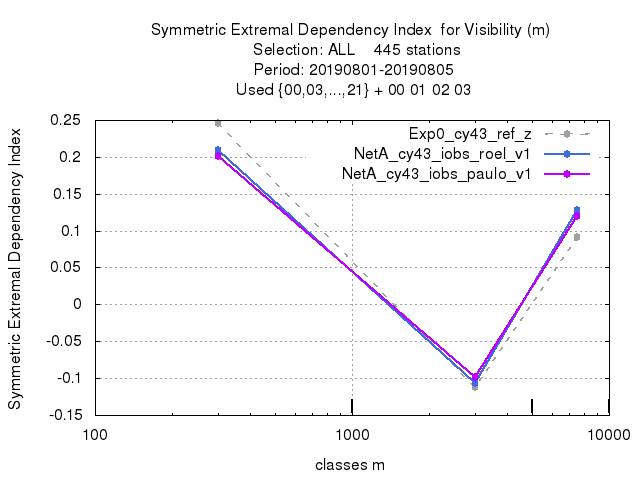 Symmetric Extremal Dependency Index  for Visibility (m)
Selection: ALL    445 stations
Period: 20190801-20190805
Used {00,03,...,21} + 00 01 02 03
Symmetric Extremal Dependency Index
0.25
0.2
0.15
0.1
0.05
0
-0.05
-0.1
-0.15
Exp0_cy43_ref_z
NetA_cy43_iobs_roel_v1
NetA_cy43_iobs_paulo_v1
100
1000
10000
classes m